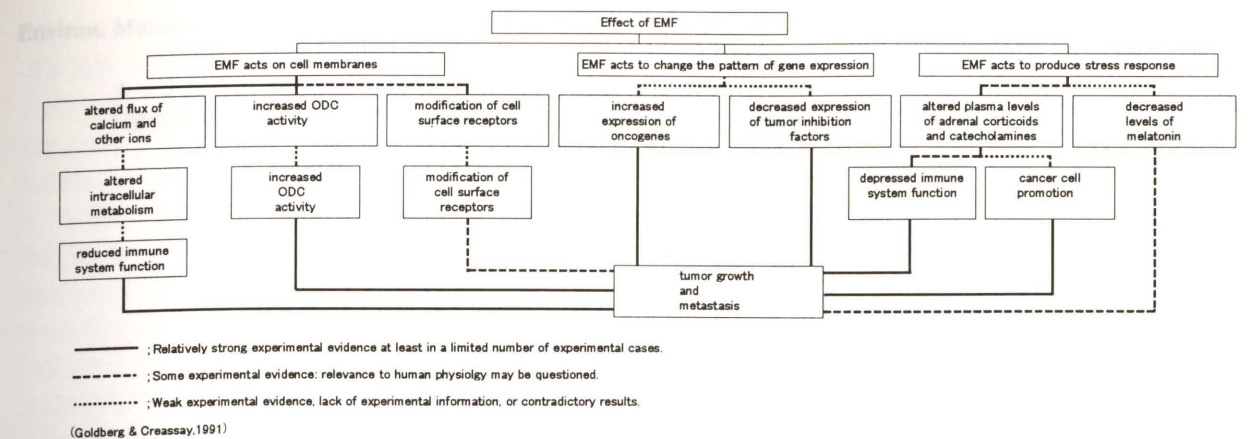 Environ. Mutag
Effect of EMF
EMF acts on cell membranes
EMF acts to change the pattern of gene expression
EMF acts to produce stress response
altered flux of
calcium and
other ions
increased ODC
activity
modification of cell
surface receptors
increased
expression of
oncogenes
decreased expression
of tumor inhibition
factors
altered plasma levels
of adrenal corticoids
and catecholamines
decreased
levels of
melatonin
altered
intracellular
metabolism
increased
ODC
activity
modification of
cell surface
receptors
depressed immune
system function
cancer cell
promotion
reduced immune
system function
tumor growth
and
metastasis
; Relatively strong experimental evidence at least in a limited number of experimental cases.
; Some experimental evidence: relevance to human physiolgy may be questioned.
; Weak experimental evidence, lack of experimental information, or contradictory results.
(Goldberg & Creassay,1991)